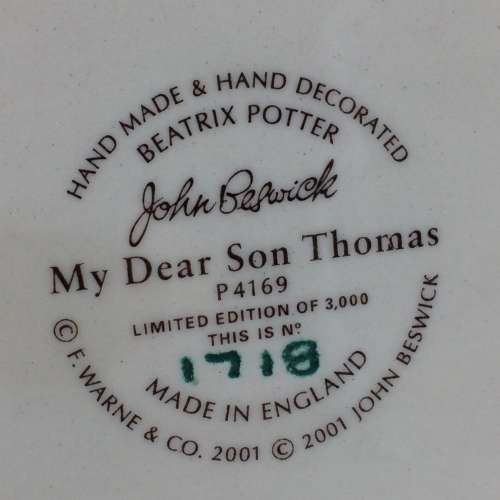 HAND MADE & HAND DECORATED
BEATRIX POTTER
John Beswick
My Dear Son Thomas
P4169
LIMITED EDITION OF 3,000
THIS IS Nº
1718
MADE IN ENGLAND
© F. WARNE & CO. 2001 © 2001 JOHN BESWICK